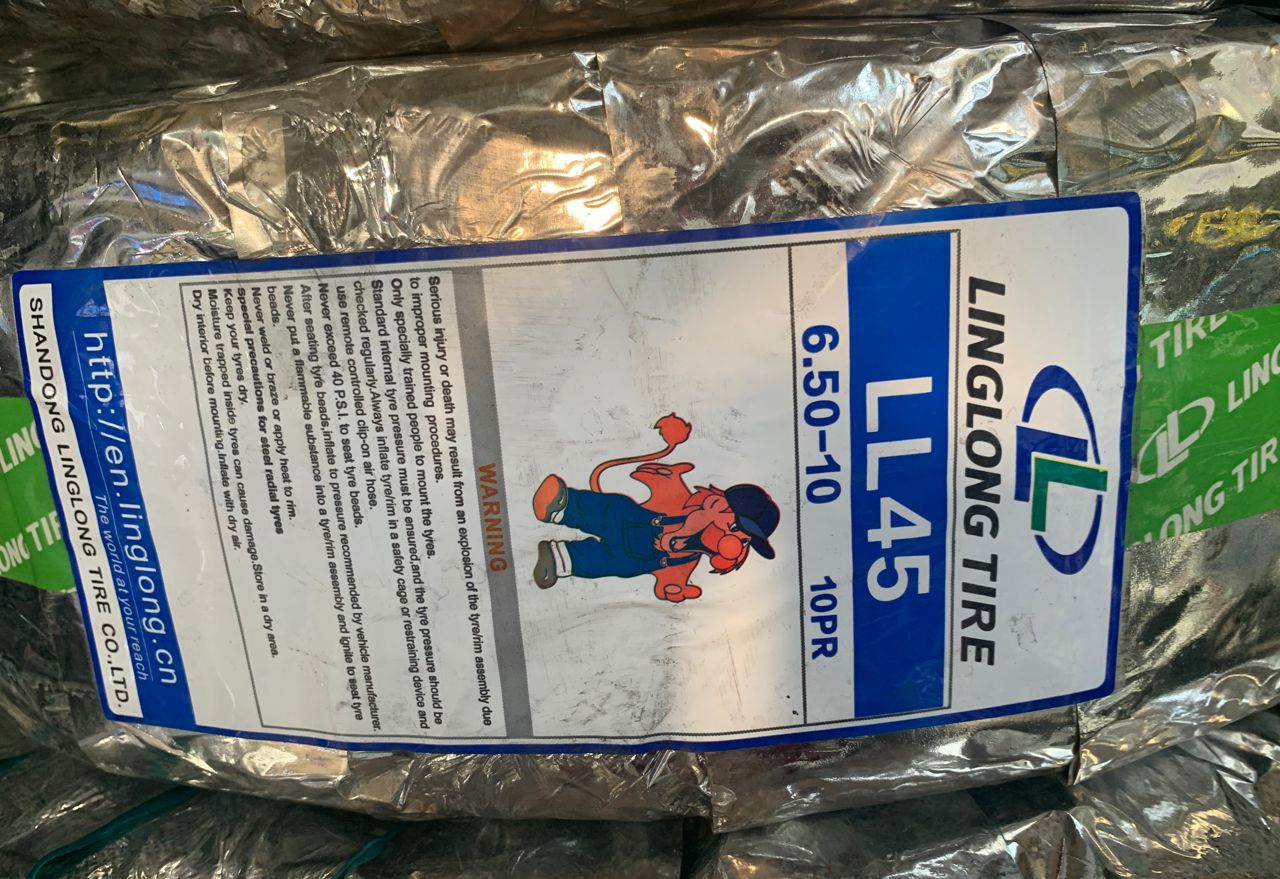 LINGLONG TIRE
LL45
6.50-10 10PR
WARNING
Serious injury or death may result from an explosion of the tyre/rim assembly due
to improper mounting procedures.
Only specially trained people to mount the tyres.
Standard internal tyre pressure must be ensured,and the tyre pressure should be
checked regularly.Always inflate tyre/rim in a safety cage or restraining device and
use remote controlled clip-on air hose.
Never exceed 40 P.S.I. to seat tyre beads.
After seating tyre beads,inflate to pressure recommended by vehicle manufacturer.
Never put a flammable substance into a tyre/rim assembly and ignite to seat tyre
beads.
Never weld or braze or apply heat to rim.
Special precautions for steel radial tyres
Keep your tyres dry.
Moisture trapped inside tyres can cause damage.Store in a dry area.
Dry interior before mounting.Inflate with dry air.
http://en.linglong.cn
The world at your reach
SHANDONG LINGLONG TIRE CO.,LTD.
TIRE
LING
LONG TIR
LING
ONG TIR